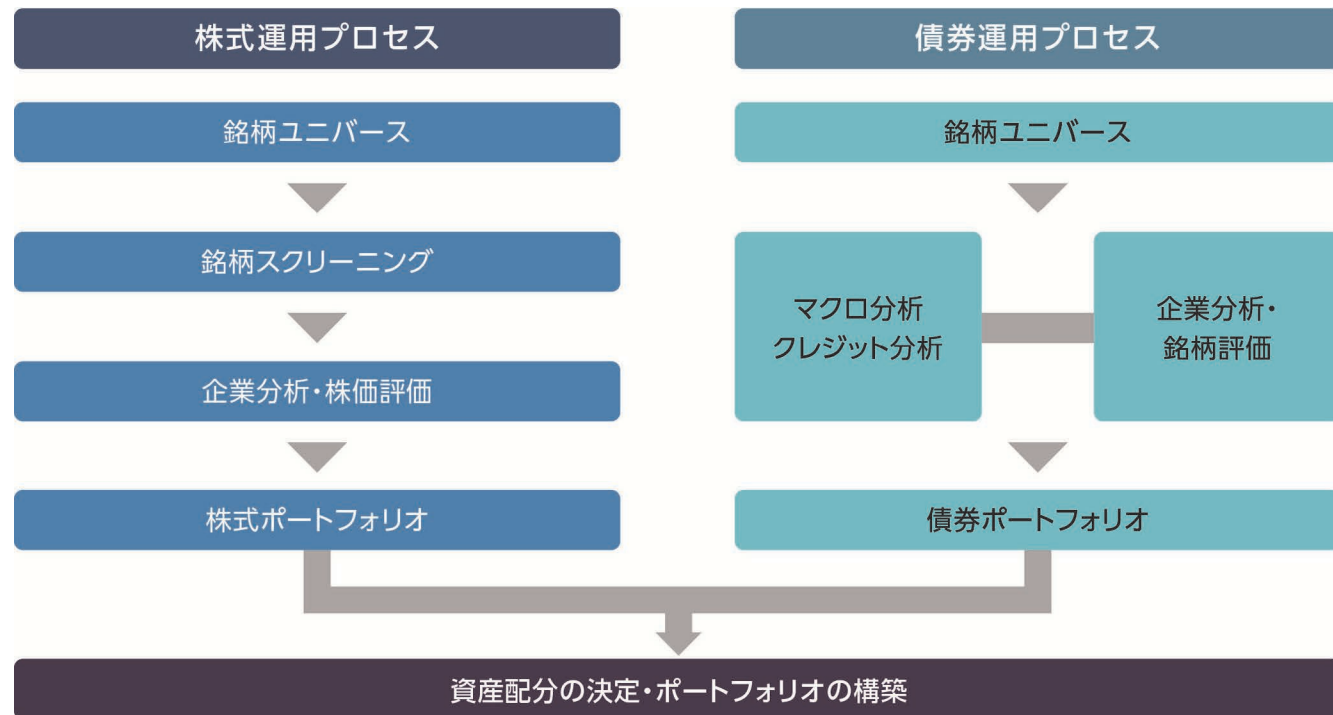 株式運用プロセス
銘柄ユニバース
銘柄スクリーニング
企業分析・株価評価
株式ポートフォリオ
債券運用プロセス
銘柄ユニバース
マクロ分析
クレジット分析
企業分析・
銘柄評価
債券ポートフォリオ
資産配分の決定・ポートフォリオの構築